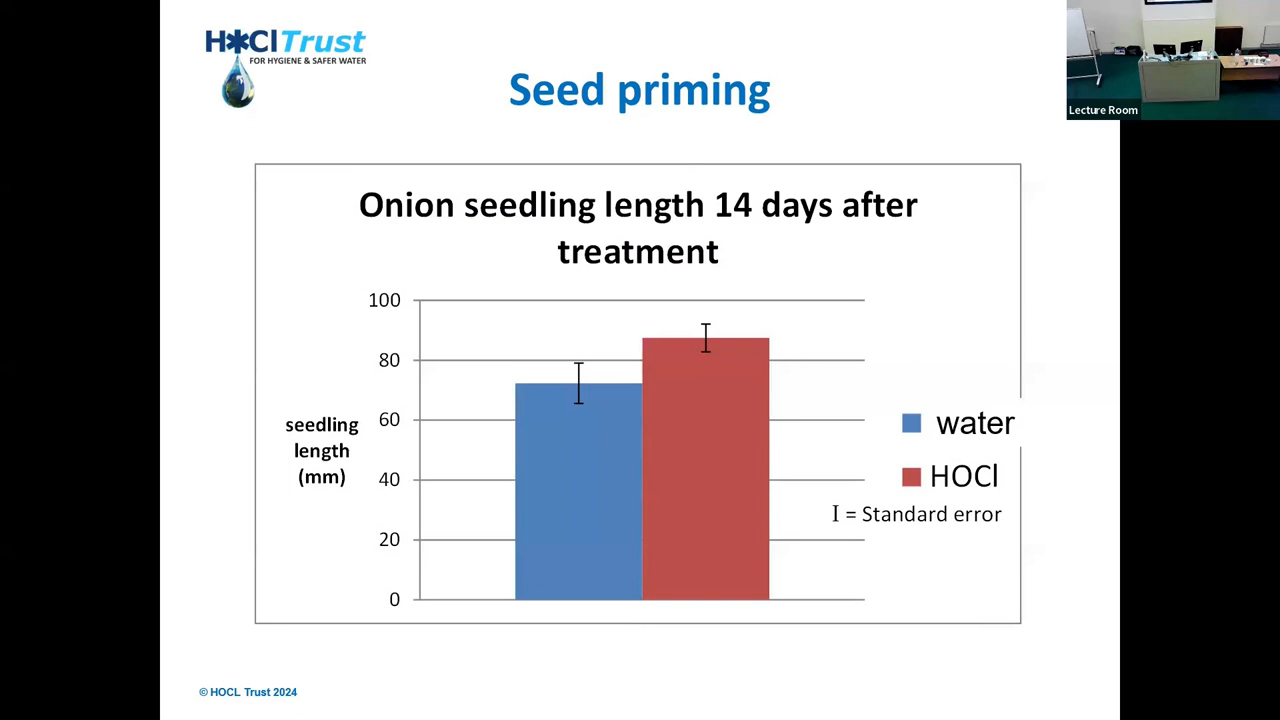 H*Cl Trust
FOR HYGIENE & SAFER WATER
Lecture Room
Seed priming
Onion seedling length 14 days after
treatment
100
80
60
40
20
0
seedling
length
(mm)
water
HOCl
I = Standard error
© HOCL Trust 2024